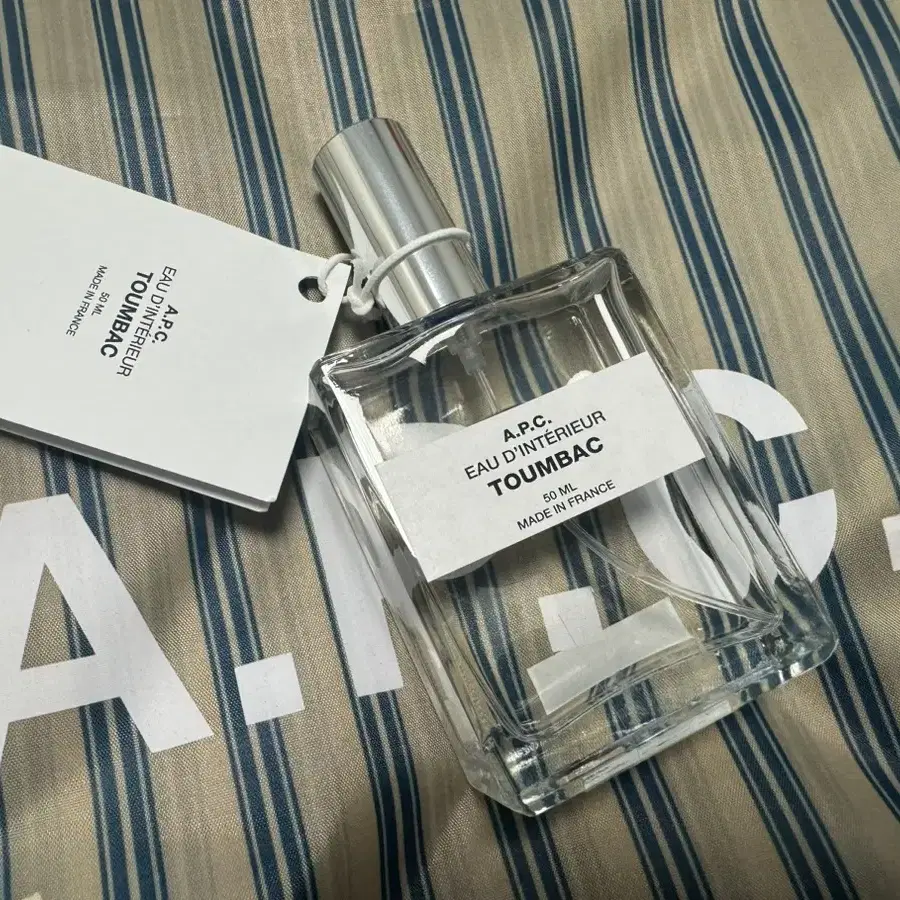 A.P.C.
EAU D'INTÉRIEUR
TOUMBAC
50 ML
MADE IN FRANCE
A.P.C.
EAU D'INTÉRIEUR
TOUMBAC
50 ML
MADE IN FRANCE
A.P.C.